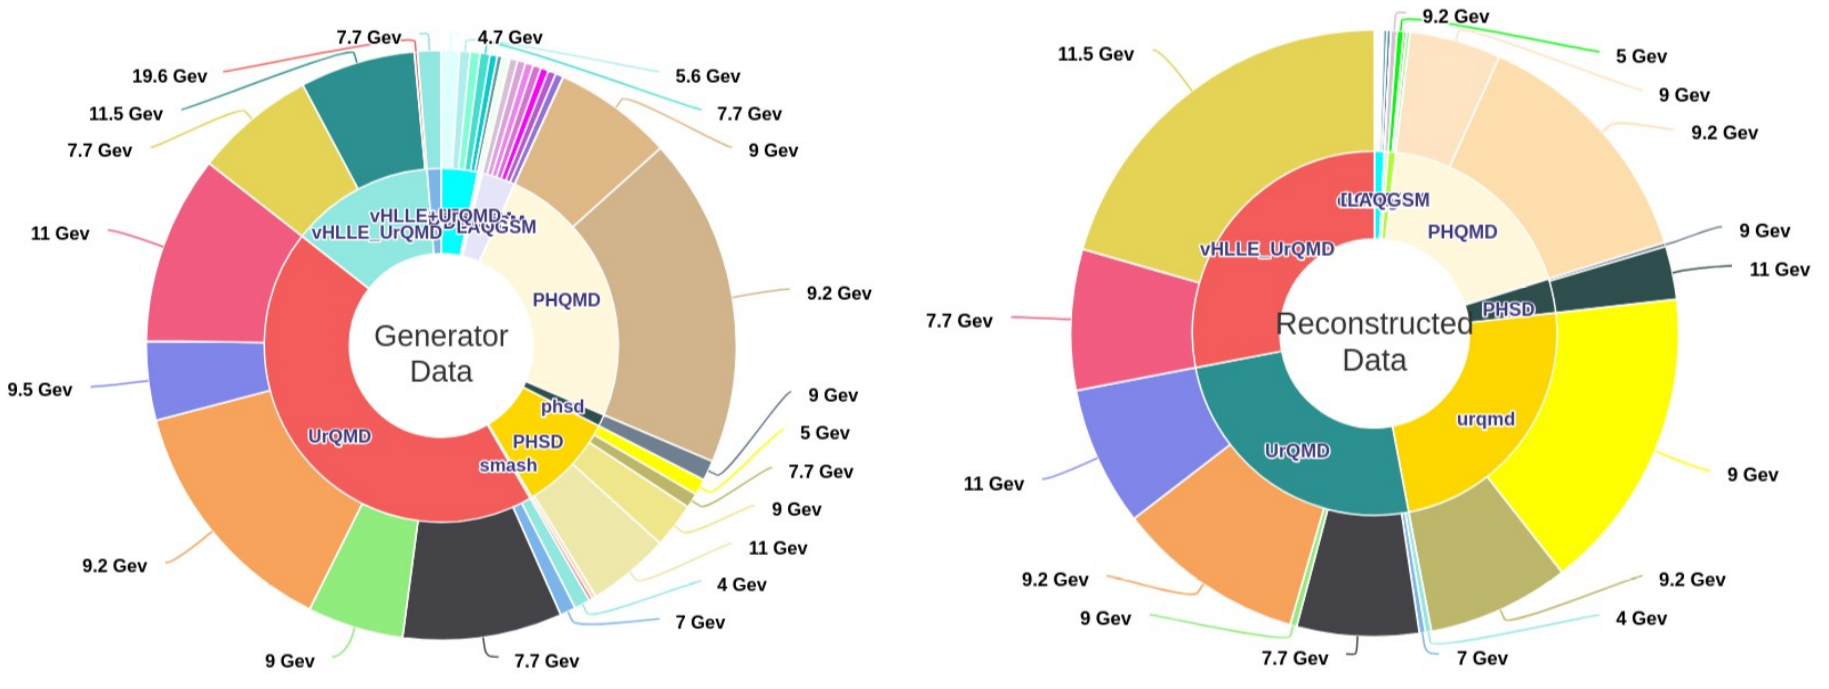 7.7 Gev
4.7 Gev
19.6 Gev
5.6 Gev
11.5 Gev
7.7 Gev
7.7 Gev
9 Gev
11 Gev
vHLLE+UrQMD
vHLLE_UrQMD
LAQGSM
PHQMD
9.2 Gev
Generator
Data
9.5 Gev
phsd
9 Gev
UrQMD
PHSD
5 Gev
smash
7.7 Gev
9 Gev
11 Gev
9.2 Gev
4 Gev
7 Gev
9 Gev
7.7 Gev
9.2 Gev
11.5 Gev
5 Gev
9 Gev
9.2 Gev
LAQGSM
PHQMD
vHLLE_UrQMD
9 Gev
11 Gev
PHSD
7.7 Gev
Reconstructed
Data
urqmd
UrQMD
9 Gev
11 Gev
9.2 Gev
9.2 Gev
9 Gev
4 Gev
7.7 Gev
7 Gev